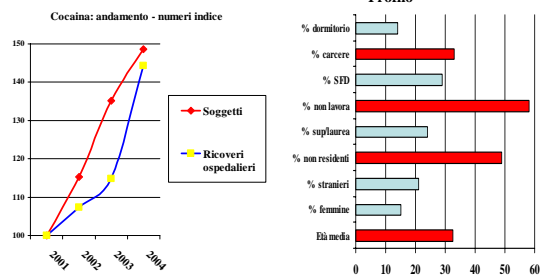 Cocaina: andamento - numeri indice
150
140
130
120
110
100
2001
2002
2003
2004
Soggetti
Ricoveri
ospedalieri
% dormitorio
% carcere
% SFD
% non lavora
% sup/laurea
% non residenti
% stranieri
% femmine
Età media
0
10
20
30
40
50
60